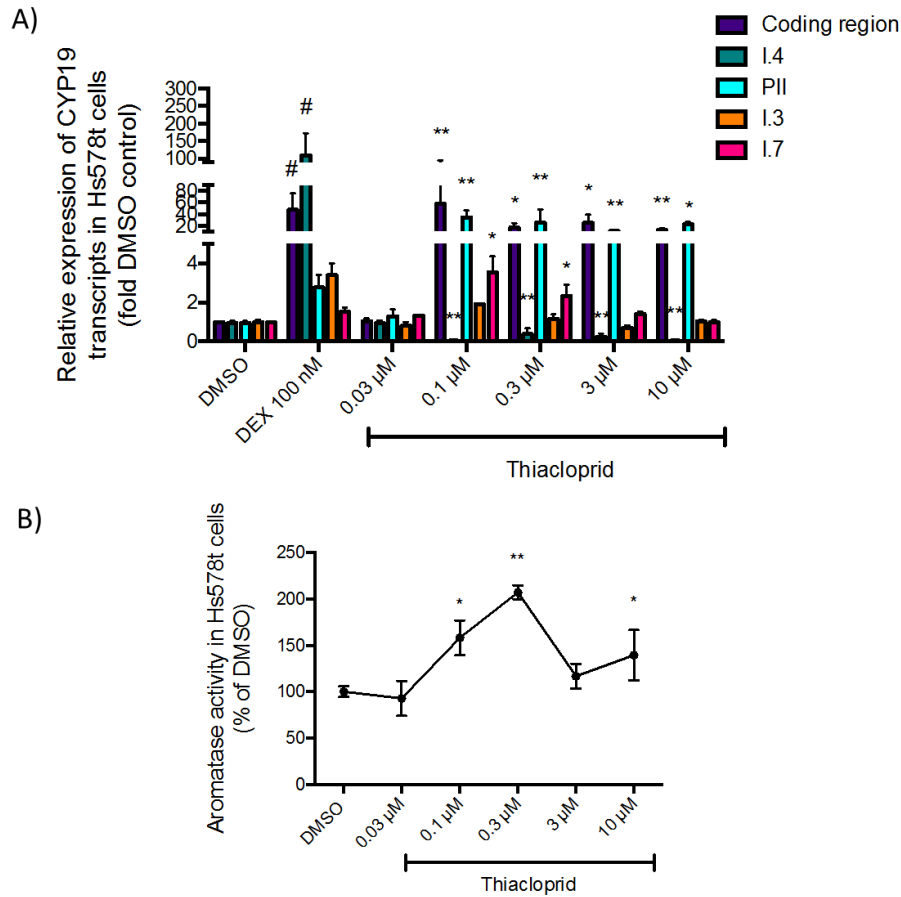 A)
Coding region
I.4
PII
I.3
I.7
Relative expression of CYP19
transcripts in Hs578t cells
(fold DMSO control)
300
250
200
150
100
80
60
40
20
4
2
0
#
#
**
**
**
*
*
**
**
*
*
**
**
**
**
*
DMSO
DEX 100 nM
0.03 µM
0.1 µM
0.3 µM
3 µM
10 µM
Thiacloprid
B)
Aromatase activity in Hs578t cells
(% of DMSO)
250
200
150
100
50
0
*
**
*
DMSO
0.03 µM
0.1 µM
0.3 µM
3 µM
10 µM
Thiacloprid